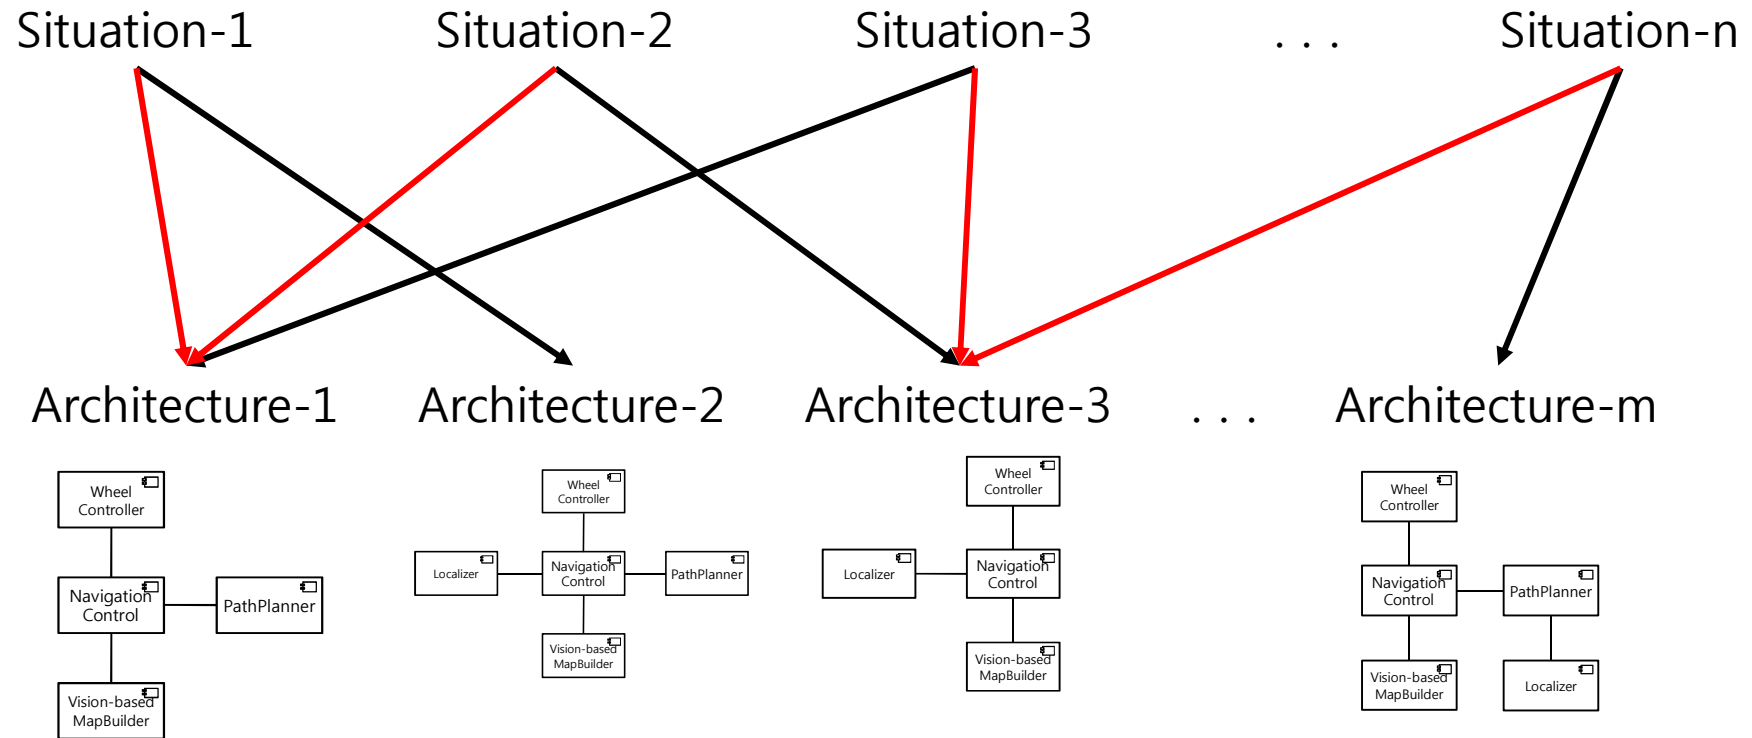 Situation-1 Situation-2 Situation-3 . . . Situation-n
Architecture-1 Architecture-2 Architecture-3 . . . Architecture-m
Wheel
Controller
Navigation
Control
PathPlanner
Vision-based
MapBuilder
Wheel
Controller
Localizer
Navigation
Control
PathPlanner
Vision-based
MapBuilder
Wheel
Controller
Localizer
Navigation
Control
Vision-based
MapBuilder
Wheel
Controller
Navigation
Control
PathPlanner
Vision-based
MapBuilder
Localizer